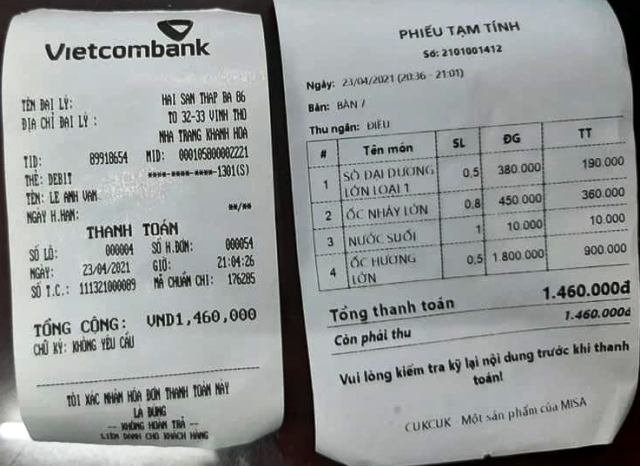 Vietcombank
TÊN ĐẠI LÝ: HAI SAN THAP BA 86
ĐỊA CHỈ ĐẠI LÝ : TO 32-33 VINH THO
NHA TRANG KHANH HOA
TID: 89918654 MID: 000105800002221
THẺ: DEBIT ****-****-****-1301(S)
TÊN: LE ANH VAN
NGÀY H.HẠN: **/**
THANH TOÁN
SỐ LÔ: 000004 SỐ H.ĐƠN: 000054
NGÀY: 23/04/2021 GIỜ: 21:04:26
SỐ T.C.: 111321000089 MÃ CHUẨN CHI: 176285
TỔNG CỘNG: VND1,460,000
CHỮ KÝ: KHÔNG YÊU CẦU
TÔI XÁC NHẬN HÓA ĐƠN THANH TOÁN NÀY
LÀ ĐÚNG
-- KHÔNG HOÀN TRẢ --
LIÊN DÀNH CHO KHÁCH HÀNG
PHIẾU TẠM TÍNH
Số: 2101001412
Ngày: 23/04/2021 (20:36 - 21:01)
Bàn: BÀN /
Thu ngân: ĐIỀU
# Tên món SL ĐG TT
1 SÒ ĐẠI DƯƠNG LỚN LOẠI 1 0,5 380.000 190.000
2 ỐC NHẢY LỚN 0,8 450.000 360.000
3 NƯỚC SUỐI 1 10.000 10.000
4 ỐC HƯƠNG LỚN 0,5 1.800.000 900.000
Tổng thanh toán 1.460.000đ
Còn phải thu 1.460.000đ
Vui lòng kiểm tra kỹ lại nội dung trước khi thanh
toán!
CUKCUK - Một sản phẩm của MISA